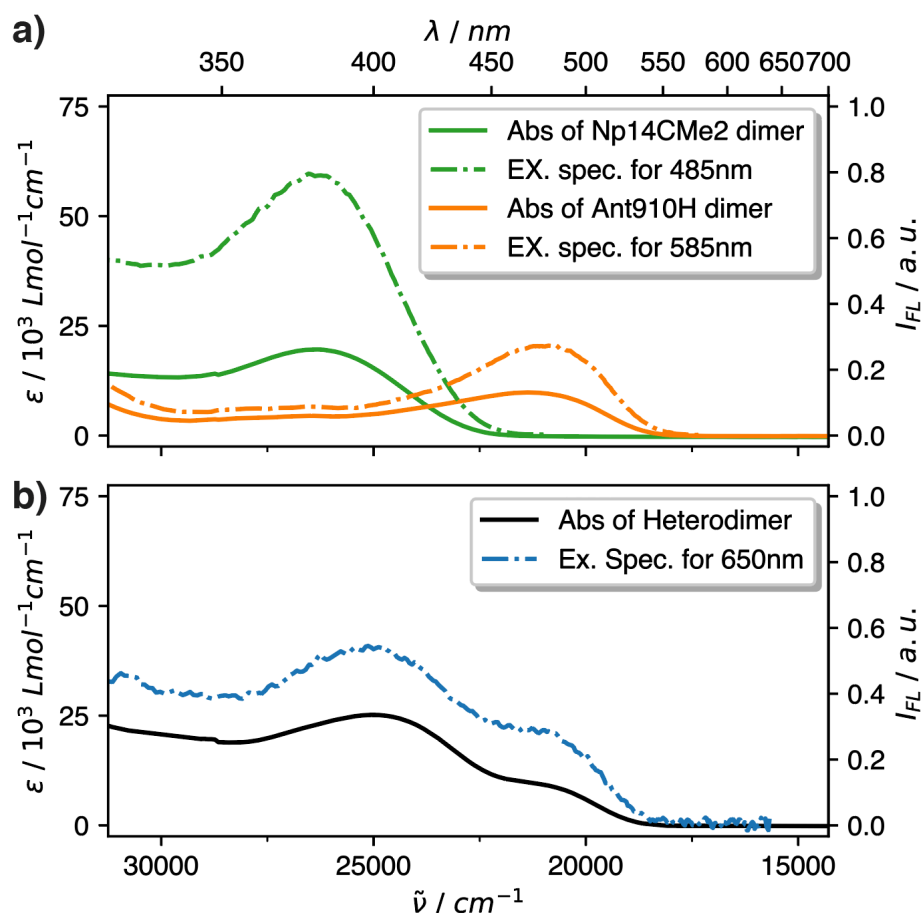 a)
λ / nm
350 400 450 500 550 600 650 700
75
50
25
0
ε / 10³ Lmol⁻¹cm⁻¹
Abs of Np14CMe2 dimer
EX. spec. for 485nm
Abs of Ant910H dimer
EX. spec. for 585nm
1.0
0.8
0.6
0.4
0.2
0.0
I_FL / a. u.
b)
75
50
25
0
ε / 10³ Lmol⁻¹cm⁻¹
Abs of Heterodimer
Ex. Spec. for 650nm
1.0
0.8
0.6
0.4
0.2
0.0
I_FL / a. u.
30000 25000 20000 15000
ν̃ / cm⁻¹